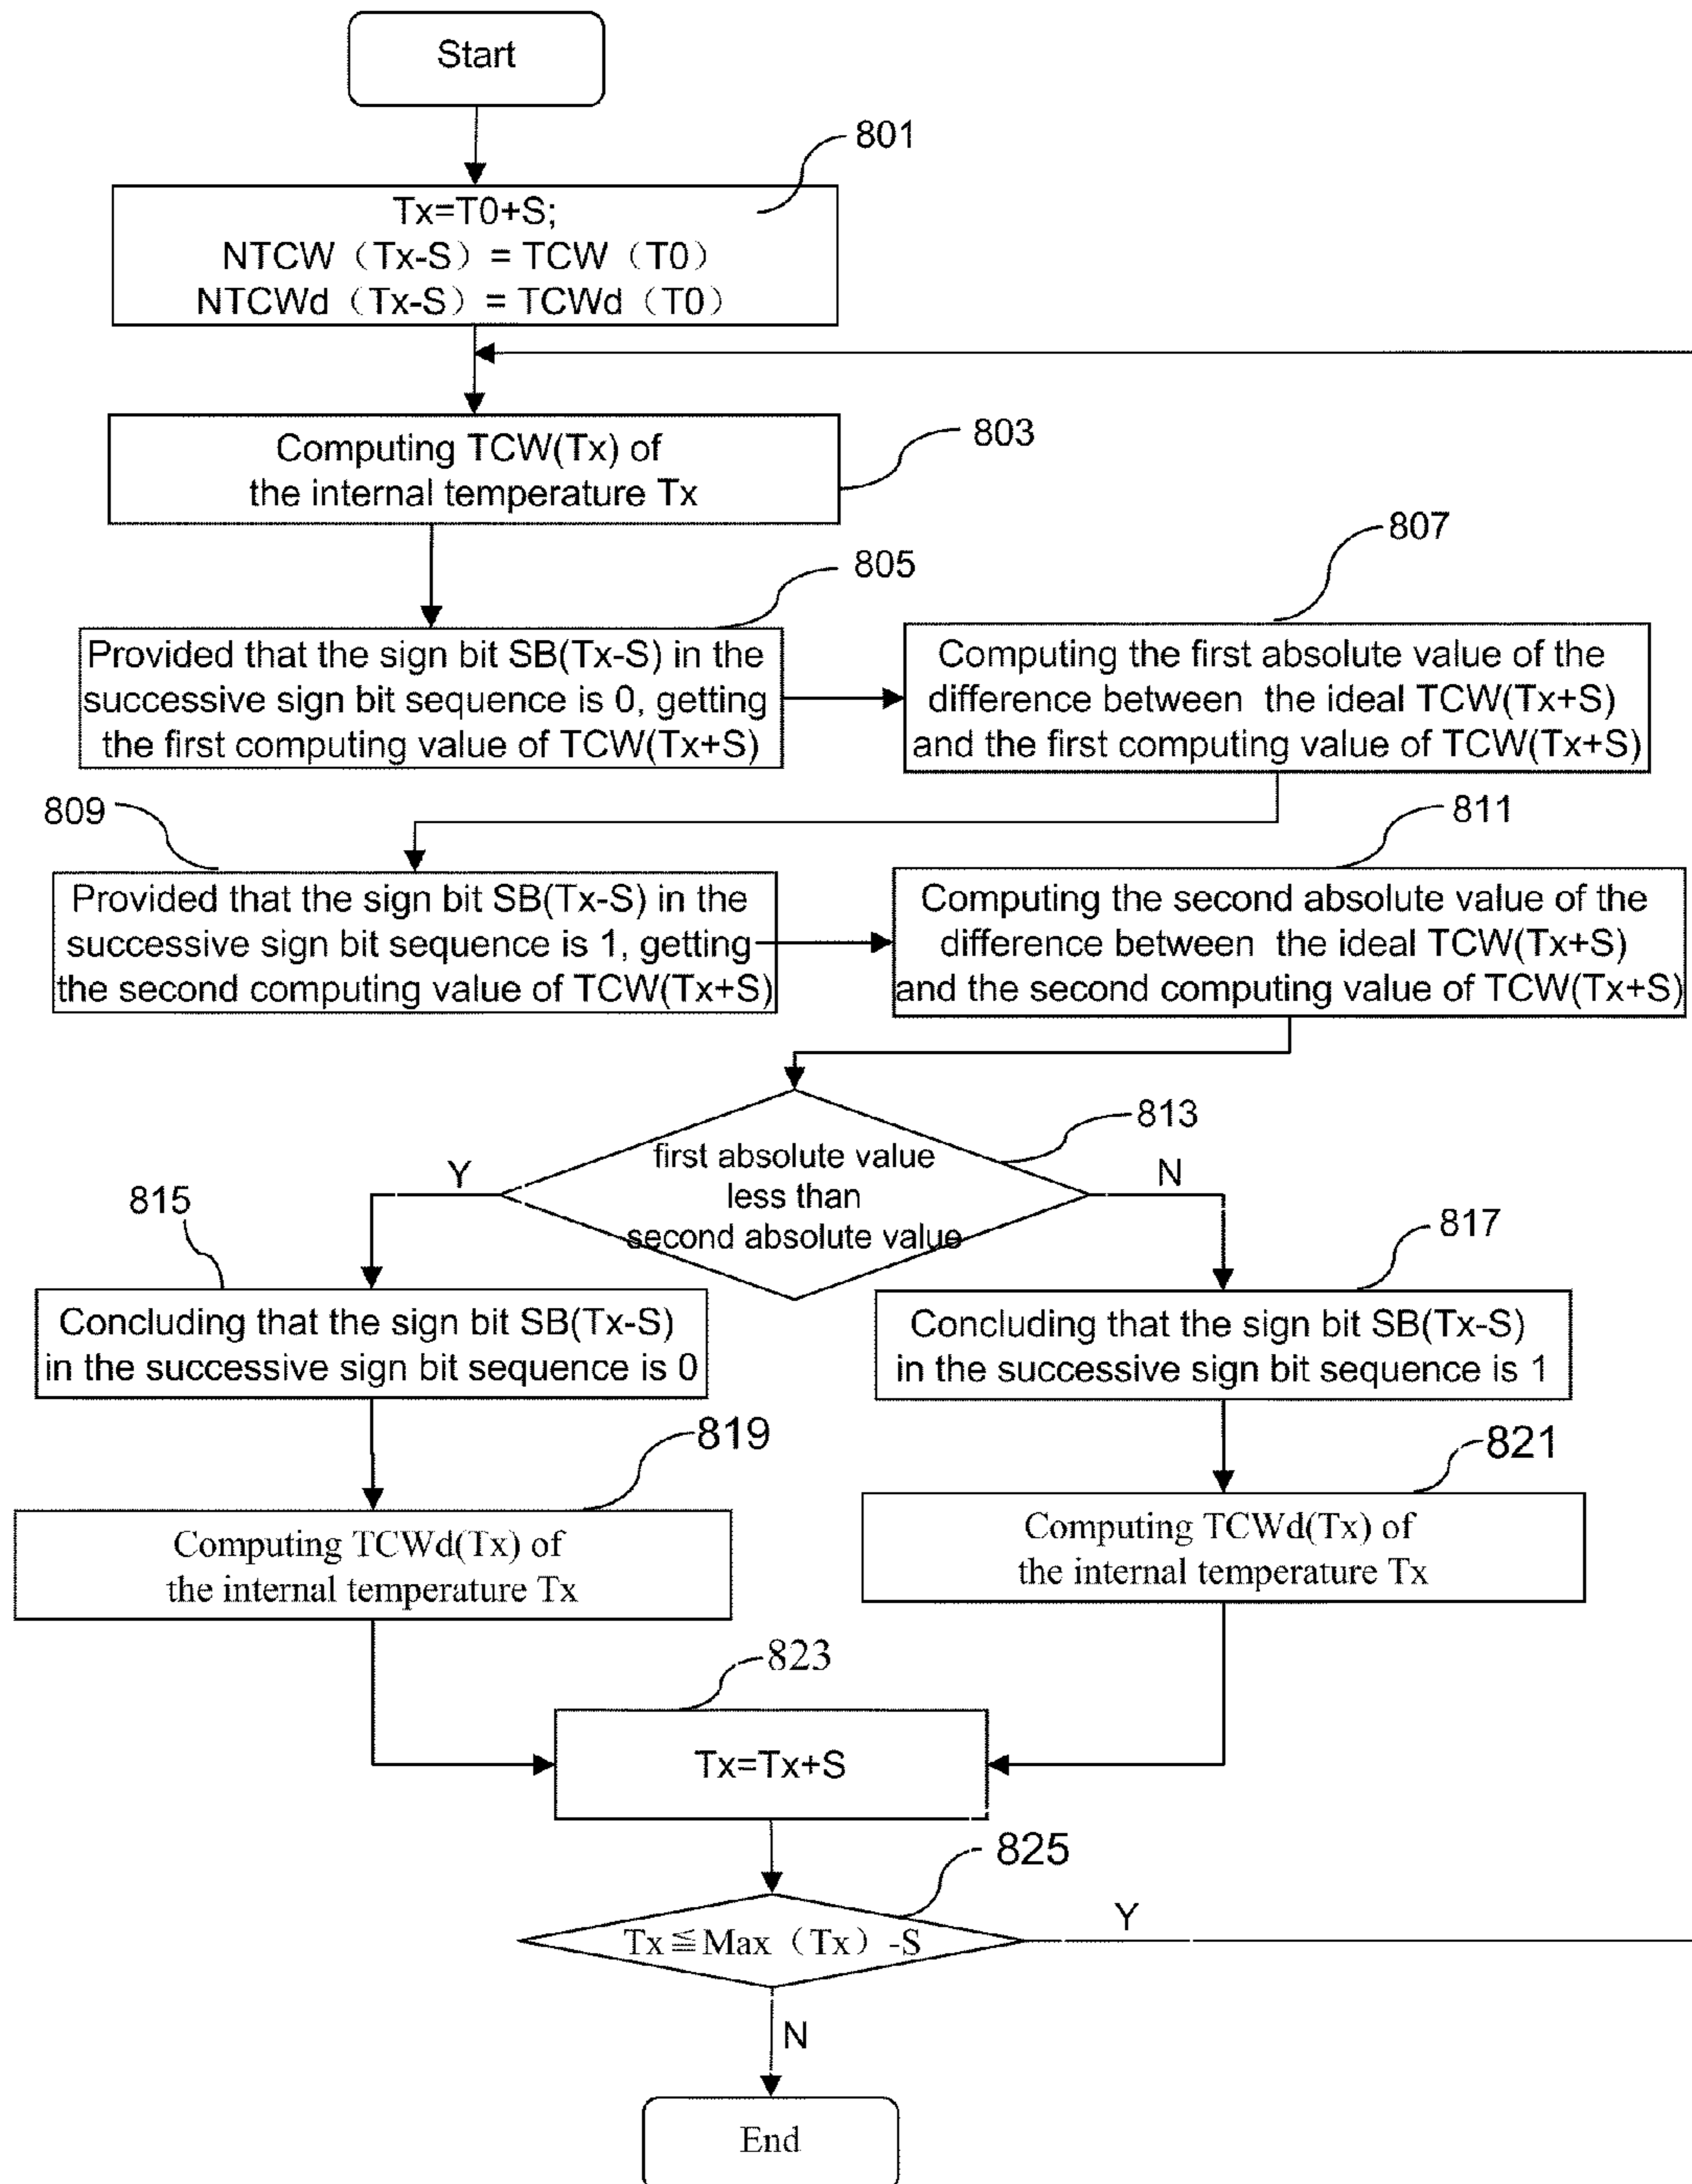 Start
801
Tx=T0+S;
NTCW（Tx-S）= TCW（T0）
NTCWd（Tx-S）= TCWd（T0）
Computing TCW(Tx) of
the internal temperature Tx
803
805
Provided that the sign bit SB(Tx-S) in the
successive sign bit sequence is 0, getting
the first computing value of TCW(Tx+S)
807
Computing the first absolute value of the
difference between the ideal TCW(Tx+S)
and the first computing value of TCW(Tx+S)
809
Provided that the sign bit SB(Tx-S) in the
successive sign bit sequence is 1, getting
the second computing value of TCW(Tx+S)
811
Computing the second absolute value of the
difference between the ideal TCW(Tx+S)
and the second computing value of TCW(Tx+S)
813
first absolute value
less than
second absolute value
Y
N
815
Concluding that the sign bit SB(Tx-S)
in the successive sign bit sequence is 0
817
Concluding that the sign bit SB(Tx-S)
in the successive sign bit sequence is 1
819
Computing TCWd(Tx) of
the internal temperature Tx
821
Computing TCWd(Tx) of
the internal temperature Tx
823
Tx=Tx+S
825
Tx≦Max（Tx）-S
Y
N
End